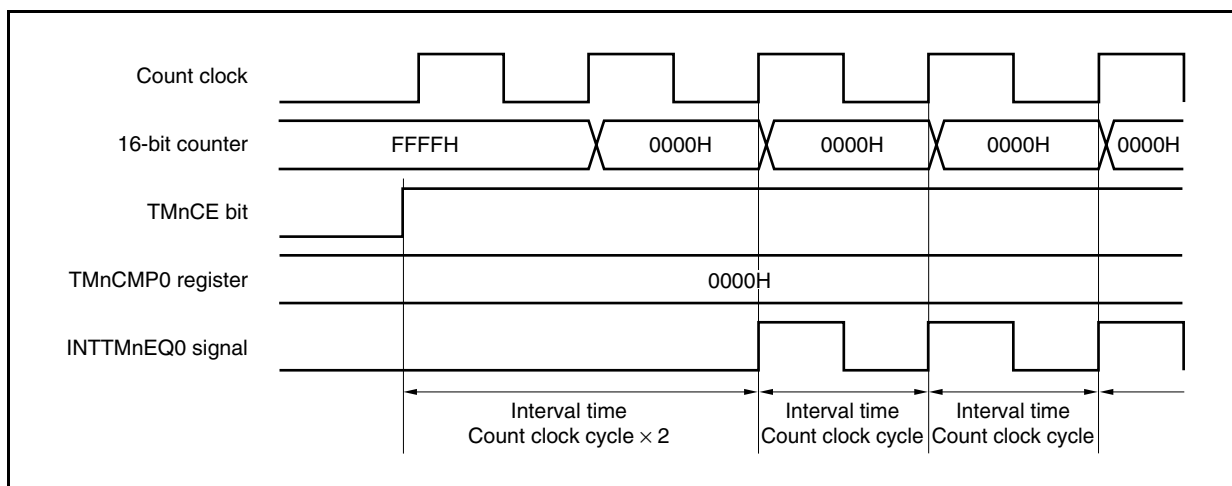 Count clock
16-bit counter
FFFFH
0000H
0000H
0000H
0000H
TMnCE bit
TMnCMP0 register
0000H
INTTMnEQ0 signal
Interval time
Count clock cycle × 2
Interval time
Count clock cycle
Interval time
Count clock cycle